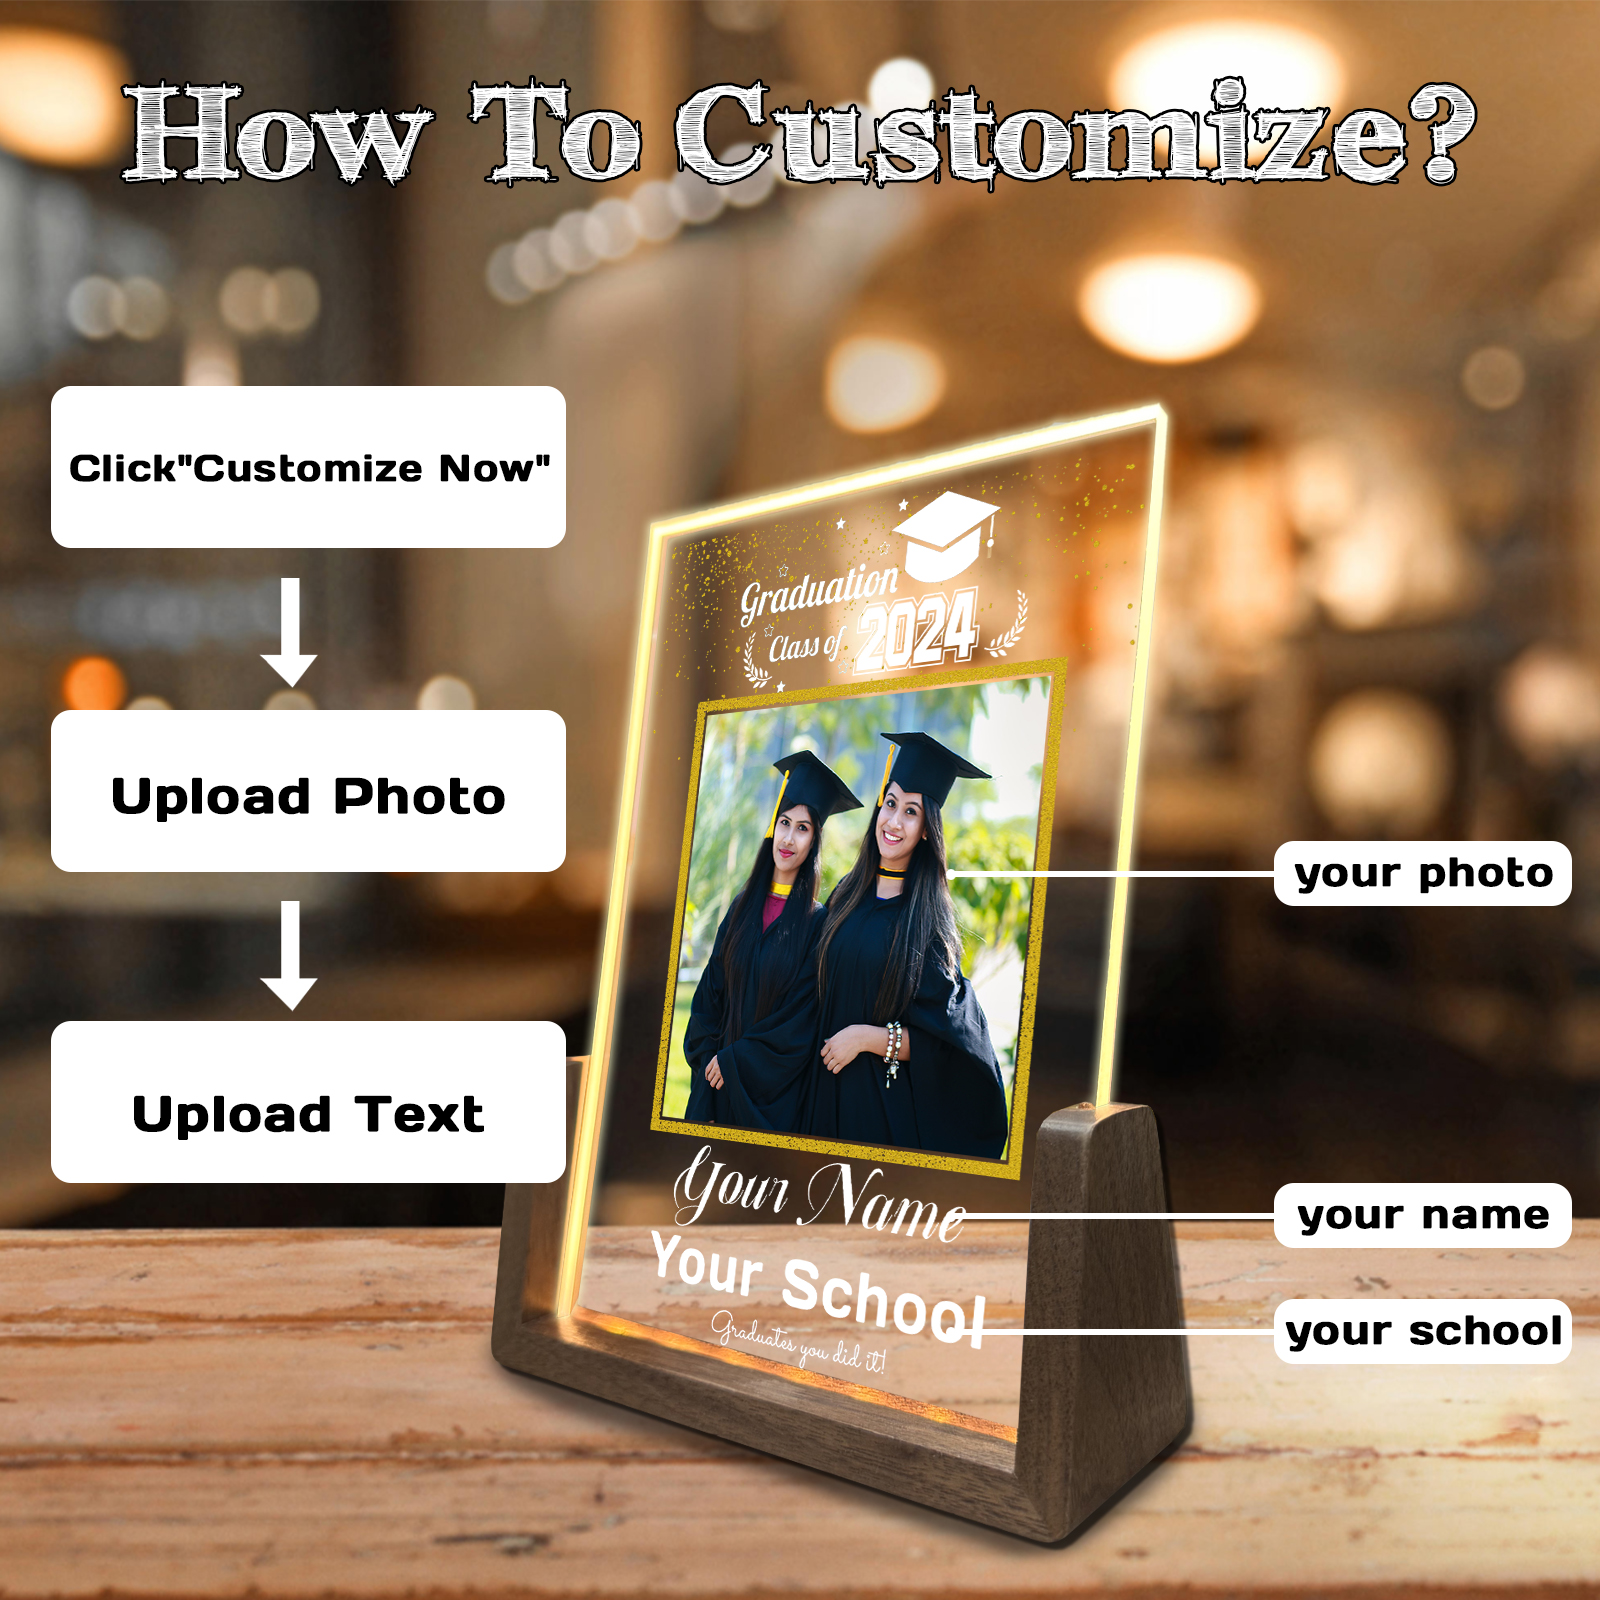 How To Customize?
Click"Customize Now"
Upload Photo
Upload Text
Graduation
Class of 2024
Your Name
Your School
Graduates you did it!
your photo
your name
your school